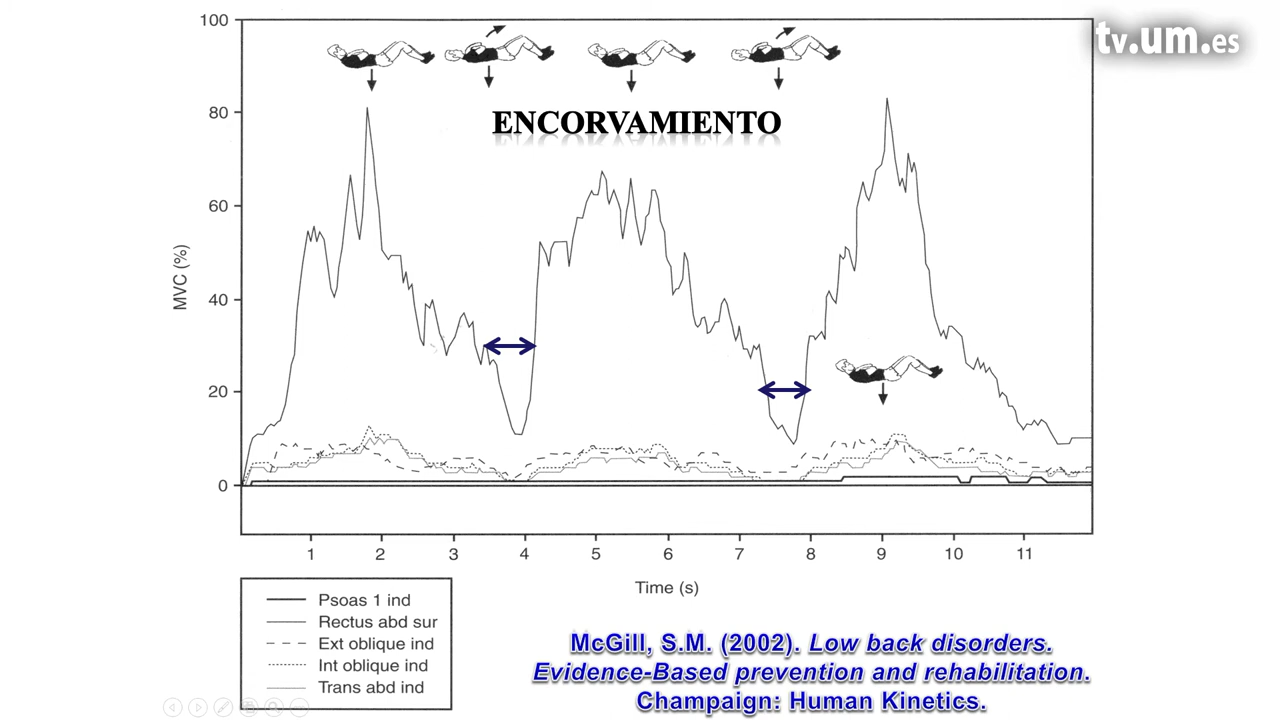 tv.um.es
ENCORVAMIENTO
100
80
60
40
20
0
MVC (%)
1 2 3 4 5 6 7 8 9 10 11
Time (s)
Psoas 1 ind
Rectus abd sur
Ext oblique ind
Int oblique ind
Trans abd ind
McGill, S.M. (2002). Low back disorders.
Evidence-Based prevention and rehabilitation.
Champaign: Human Kinetics.